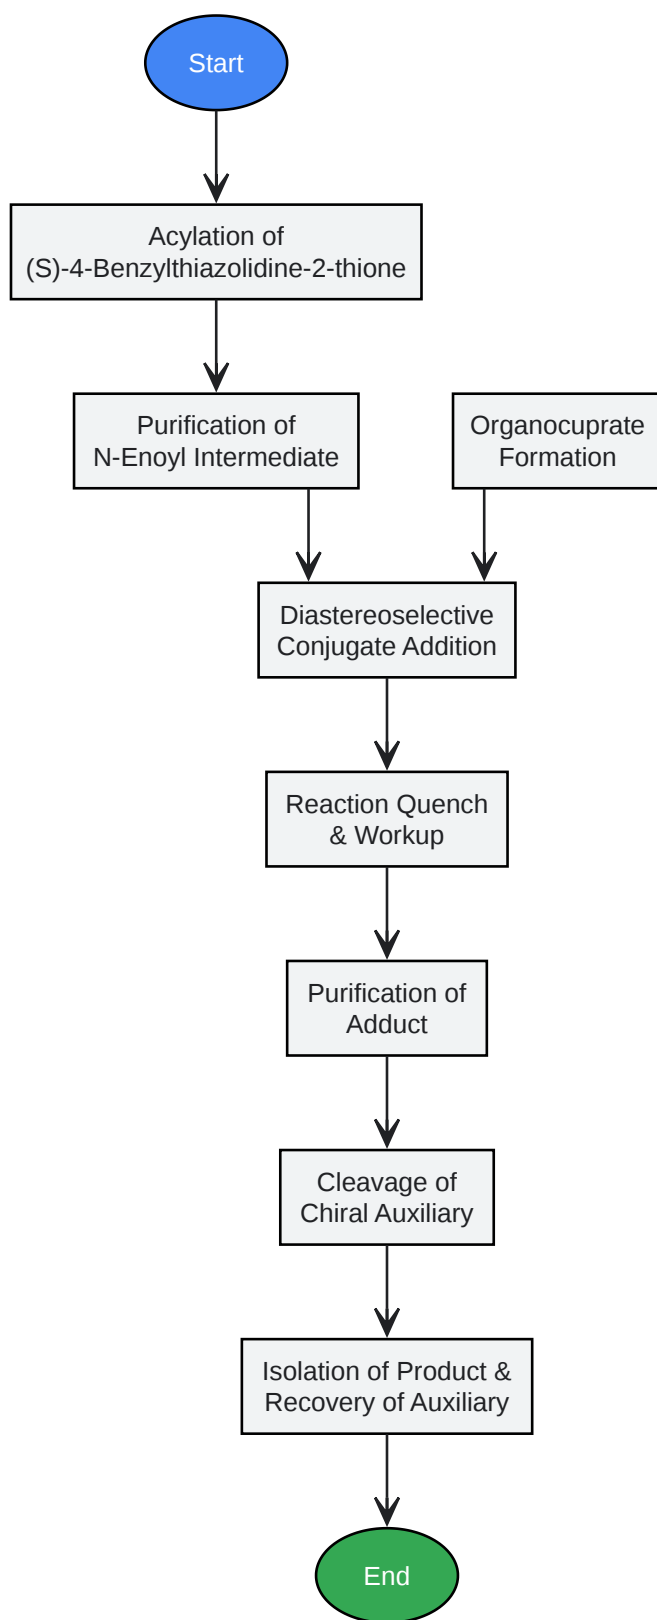 Start
Acylation of
(S)-4-Benzylthiazolidine-2-thione
Purification of
N-Enoyl Intermediate
Organocuprate
Formation
Diastereoselective
Conjugate Addition
Reaction Quench
& Workup
Purification of
Adduct
Cleavage of
Chiral Auxiliary
Isolation of Product &
Recovery of Auxiliary
End